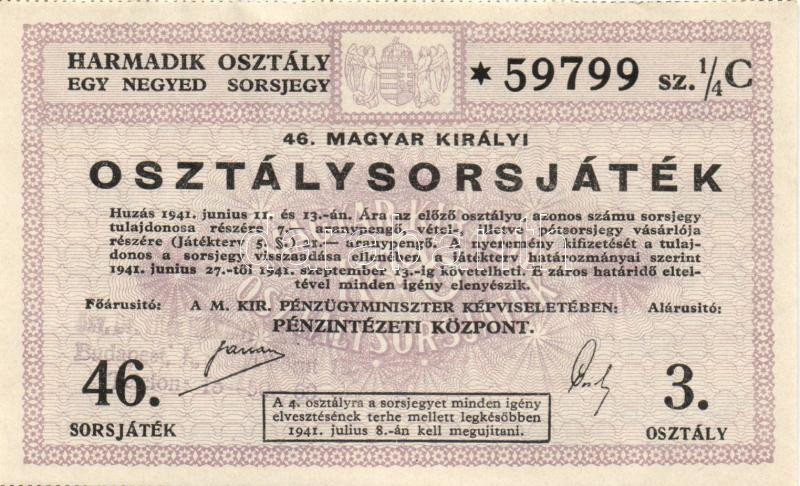 HARMADIK OSZTÁLY
EGY NEGYED SORSJEGY
★59799 sz. 1/4 C
46. MAGYAR KIRÁLYI
OSZTÁLYSORSJÁTÉK
Huzás 1941. junius 11. és 13.-án. Ára az előző osztályu, azonos számu sorsjegy
tulajdonosa részére 7.— aranypengő, vétel-, illetve pótsorsjegy vásárlója
részére (Játékterv 5. §.) 21.— aranypengő. A nyeremény kifizetését a tulaj-
donos a sorsjegy visszaadása ellenében a játékterv határozmányai szerint
1941. junius 27.-től 1941. szeptember 13.-ig követelheti. E záros határidő eltel-
tével minden igény elenyészik.
Főárusitó:
A M. KIR. PÉNZÜGYMINISZTER KÉPVISELETÉBEN:
Alárusitó:
PÉNZINTÉZETI KÖZPONT.
Budapest,
46.
SORSJÁTÉK
A 4. osztályra a sorsjegyet minden igény
elvesztésének terhe mellett legkésőbben
1941. julius 8.-án kell megujitani.
3.
OSZTÁLY